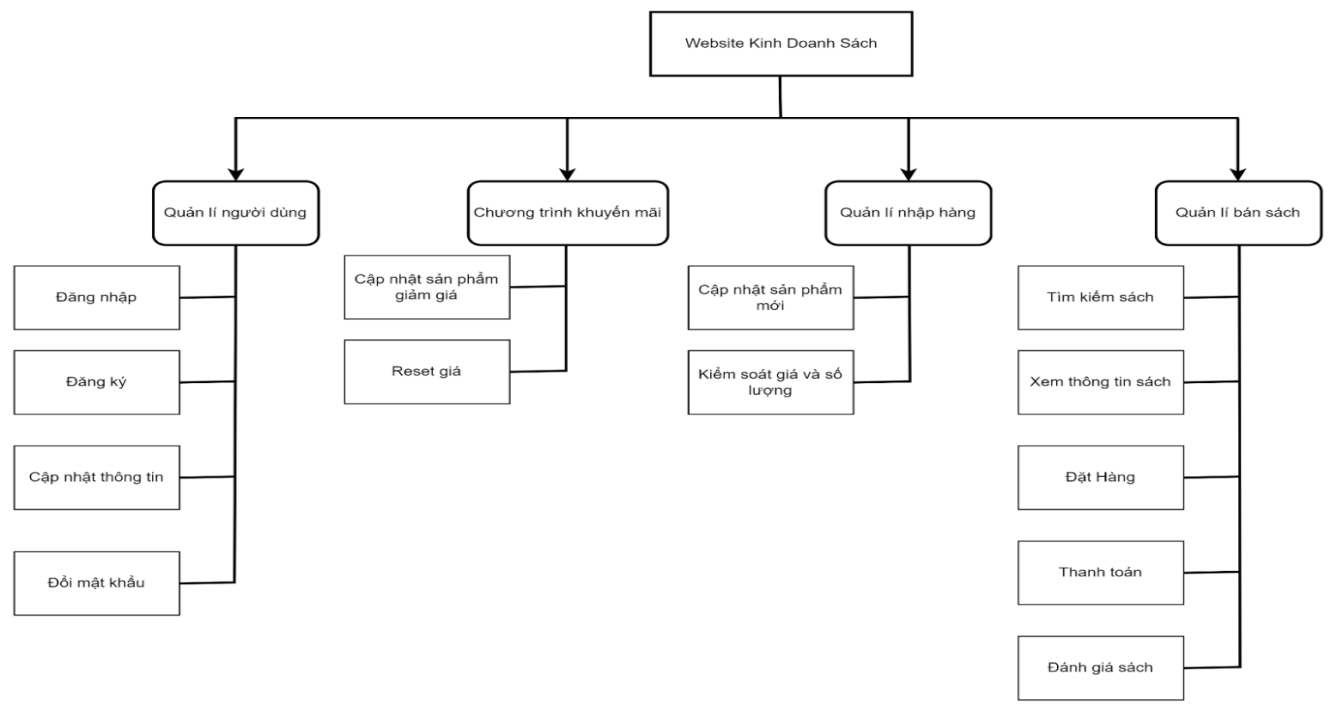 Website Kinh Doanh Sách
Quản lí người dùng
Chương trình khuyến mãi
Quản lí nhập hàng
Quản lí bán sách
Đăng nhập
Đăng ký
Cập nhật thông tin
Đổi mật khẩu
Cập nhật sản phẩm
giảm giá
Reset giá
Cập nhật sản phẩm
mới
Kiểm soát giá và số
lượng
Tìm kiếm sách
Xem thông tin sách
Đặt Hàng
Thanh toán
Đánh giá sách